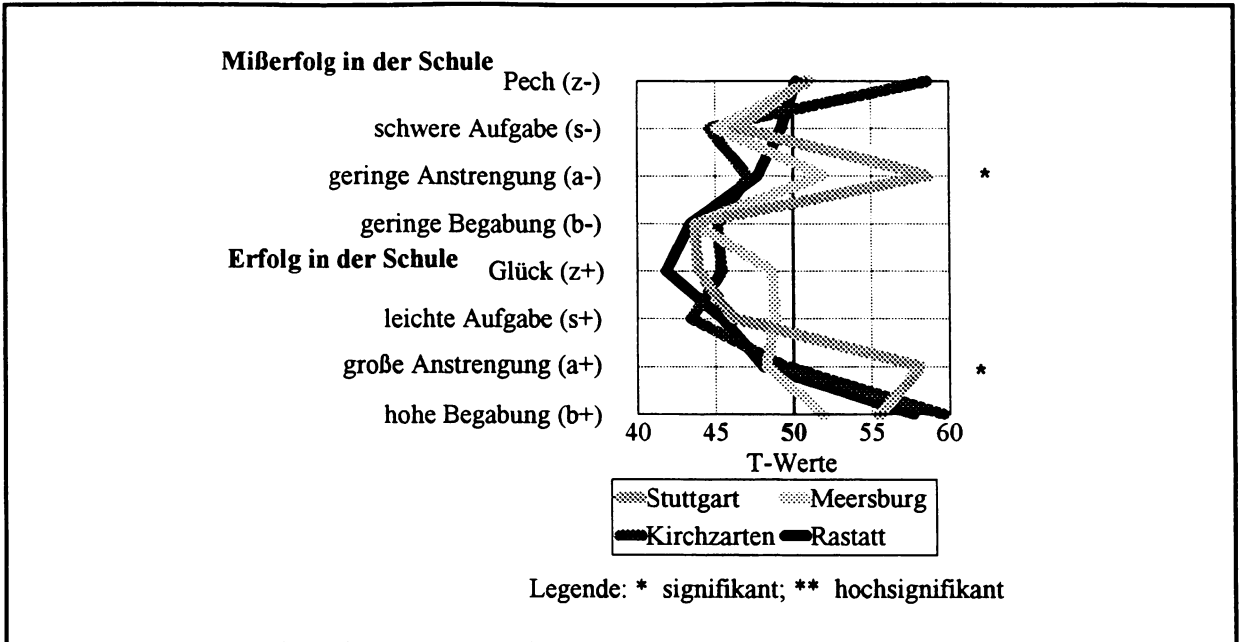 Mißerfolg in der Schule
Pech (z-)
schwere Aufgabe (s-)
geringe Anstrengung (a-)
*
geringe Begabung (b-)
Erfolg in der Schule
Glück (z+)
leichte Aufgabe (s+)
große Anstrengung (a+)
*
hohe Begabung (b+)
40 45 50 55 60
T-Werte
Stuttgart Meersburg
Kirchzarten Rastatt
Legende: * signifikant; ** hochsignifikant